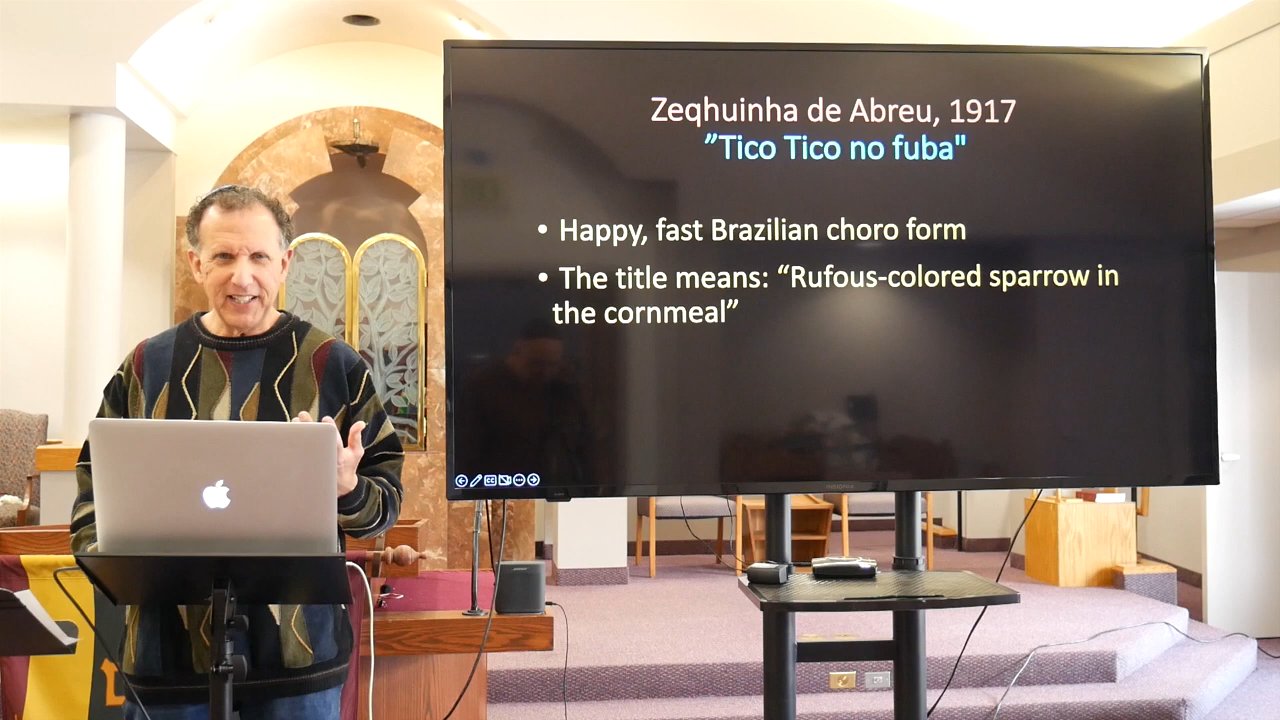 Zeqhuinha de Abreu, 1917
”Tico Tico no fuba"
• Happy, fast Brazilian choro form
• The title means: “Rufous-colored sparrow in
the cornmeal”
CC